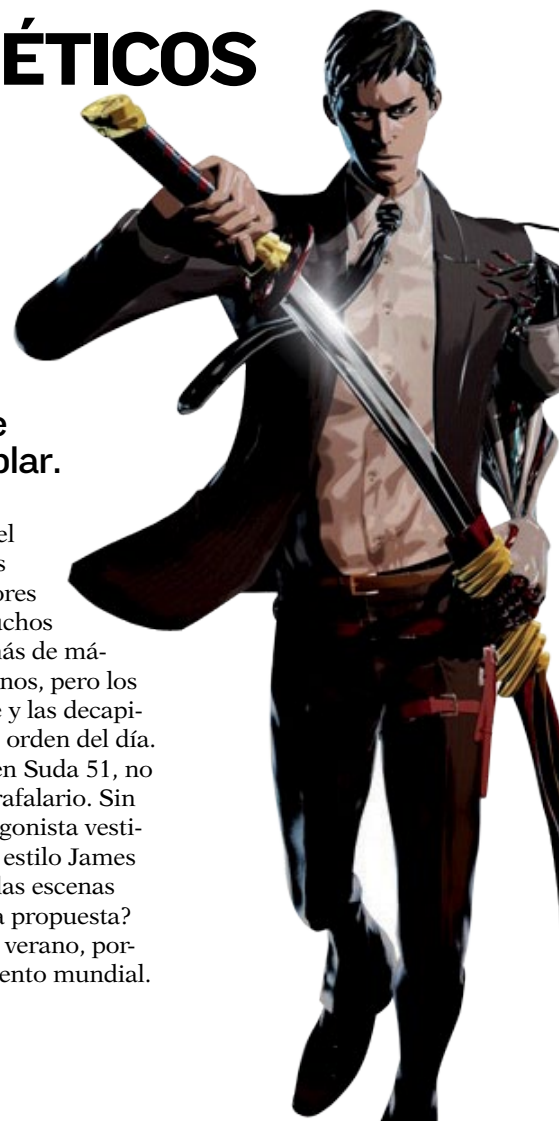 ÉTICOS
e
blar.
el
s
ores
uchos
nás de má-
nos, pero los
e y las decapi-
orden del día.
en Suda 51, no
rafalario. Sin
gonista vesti-
estilo James
las escenas
a propuesta?
verano, por-
ento mundial.